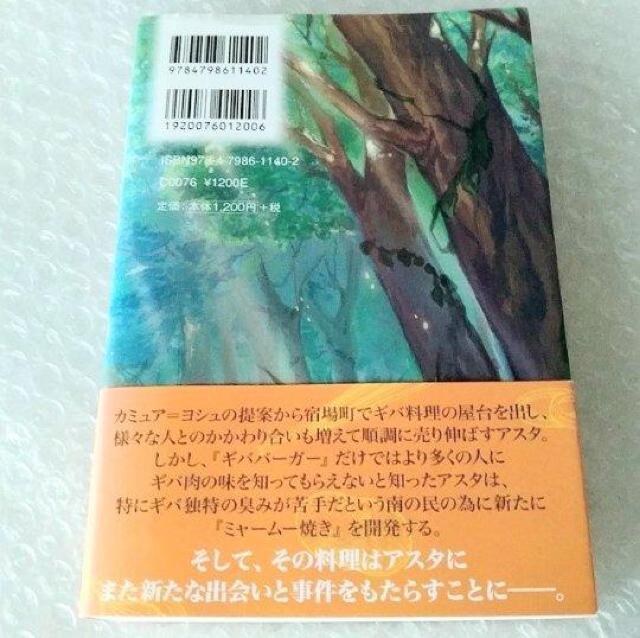 9784798611402
1920076012006
ISBN978-4-7986-1140-2
C0076 ¥1200E
定価：本体1,200円+税
カミュア＝ヨシュの提案から宿場町でギバ料理の屋台を出し、
様々な人とのかかわり合いも増えて順調に売り伸ばすアスタ。
しかし、『ギババーガー』だけではより多くの人に
ギバ肉の味を知ってもらえないと知ったアスタは、
特にギバ独特の臭みが苦手だという南の民の為に新たに
『ミャームー焼き』を開発する。
そして、その料理はアスタに
また新たな出会いと事件をもたらすことに――。